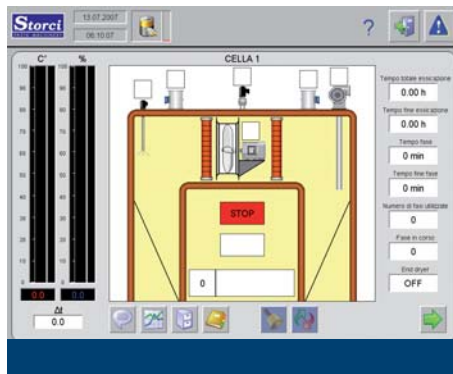 Storci
13.07.2007
06:10:07
?
C°
%
CELLA 1
100
100
90
90
80
80
70
70
60
60
50
50
40
40
30
30
20
20
10
10
0
0
0.0
0.0
Δt
0.0
STOP
0
Tempo totale essicazione
0.00 h
Tempo fine essicazione
0.00 h
Tempo fase
0 min
Tempo fine fase
0 min
Numero di fasi utilizzate
0
Fase in corso
0
End dryer
OFF